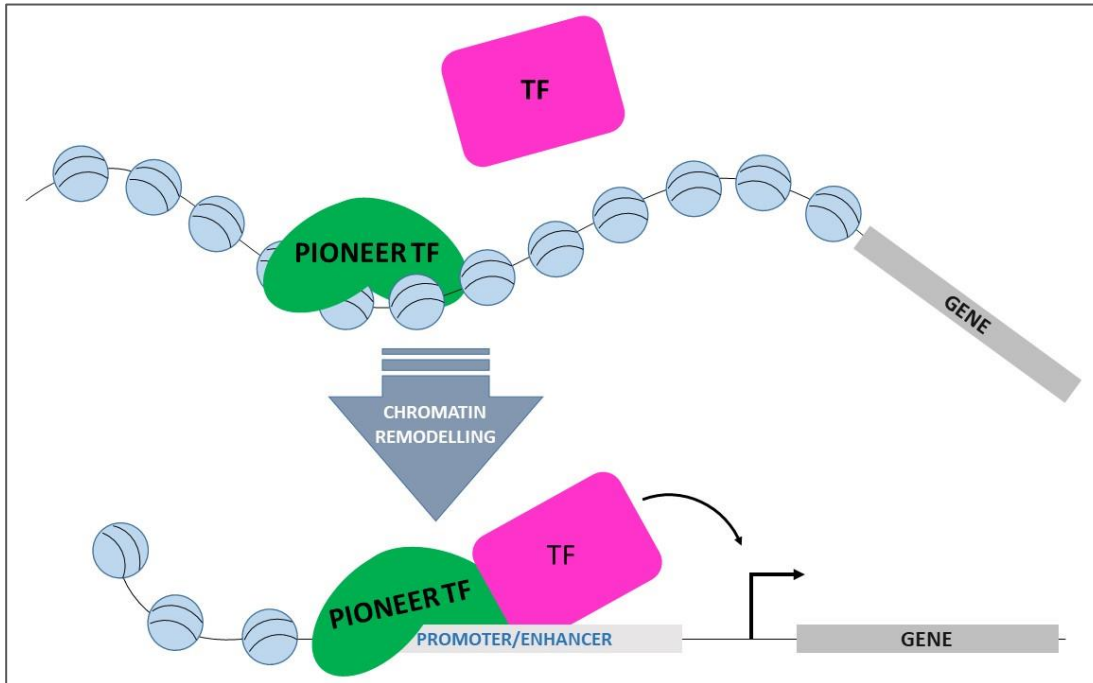 TF
PIONEER TF
GENE
CHROMATIN
REMODELLING
TF
PIONEER TF
PROMOTER/ENHANCER
GENE